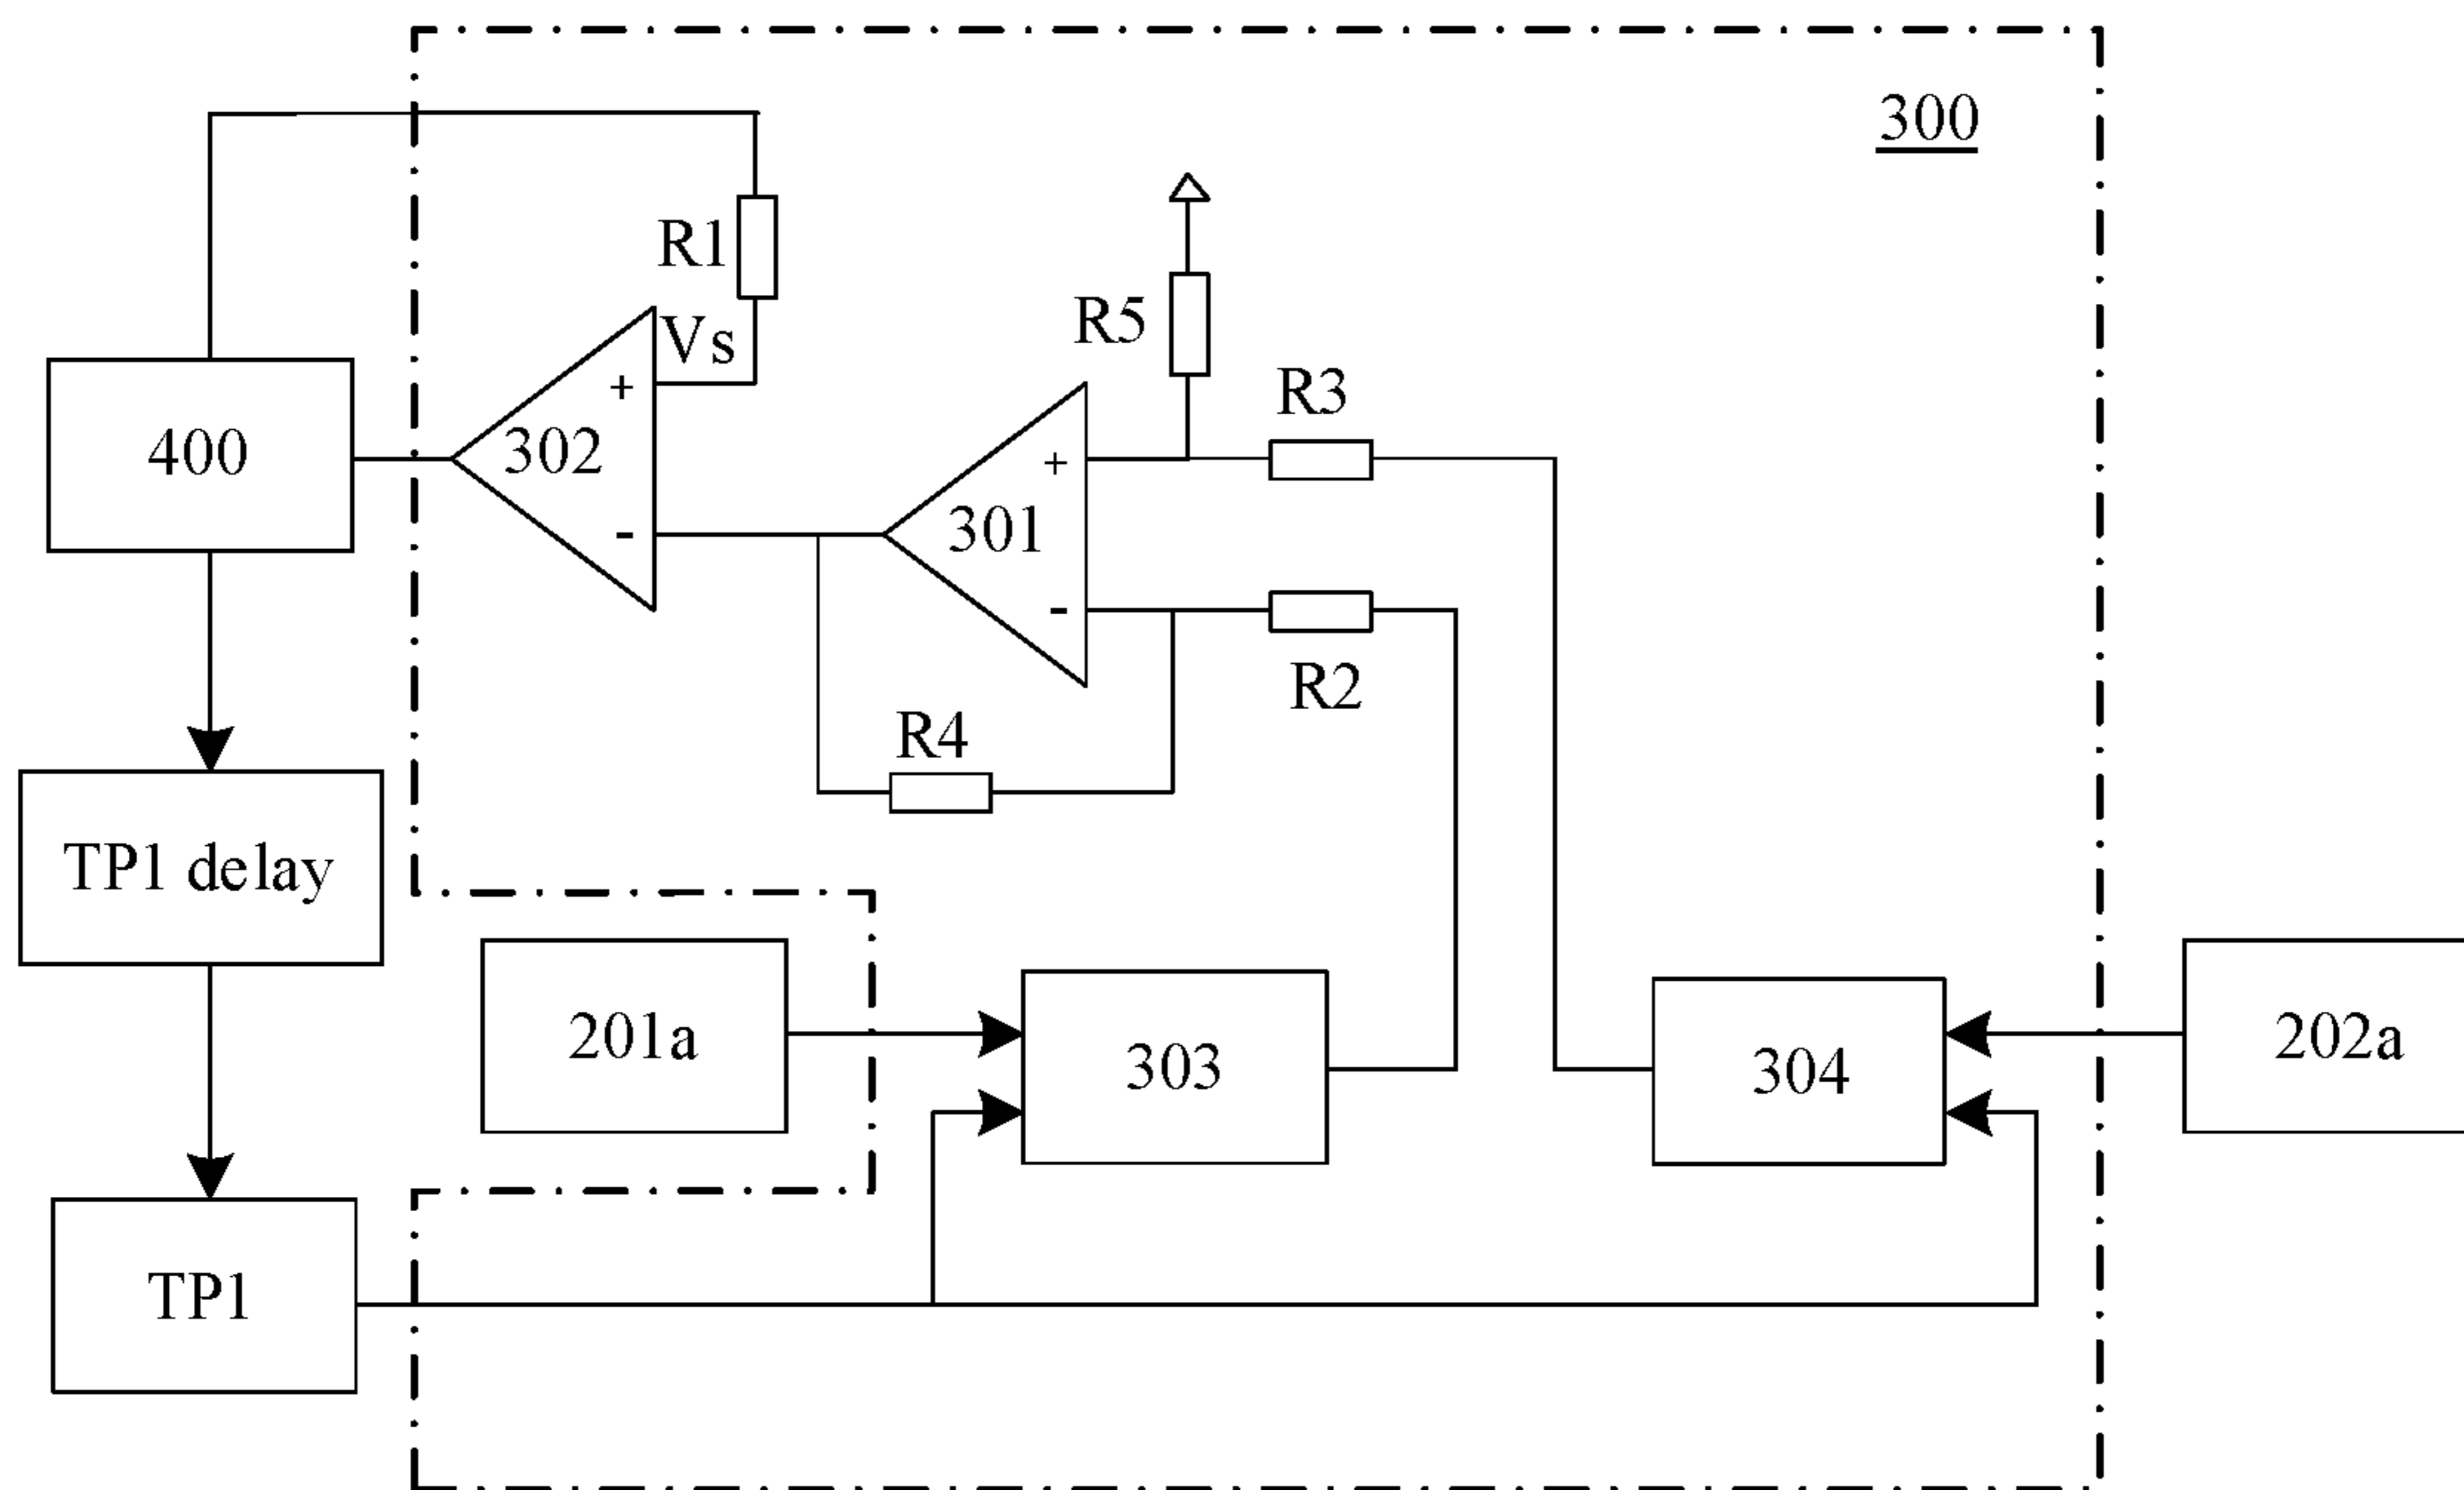 300
R1
R5
Vs
R3
+
302
400
+
301
-
-
R2
R4
TP1 delay
201a
303
304
202a
TP1